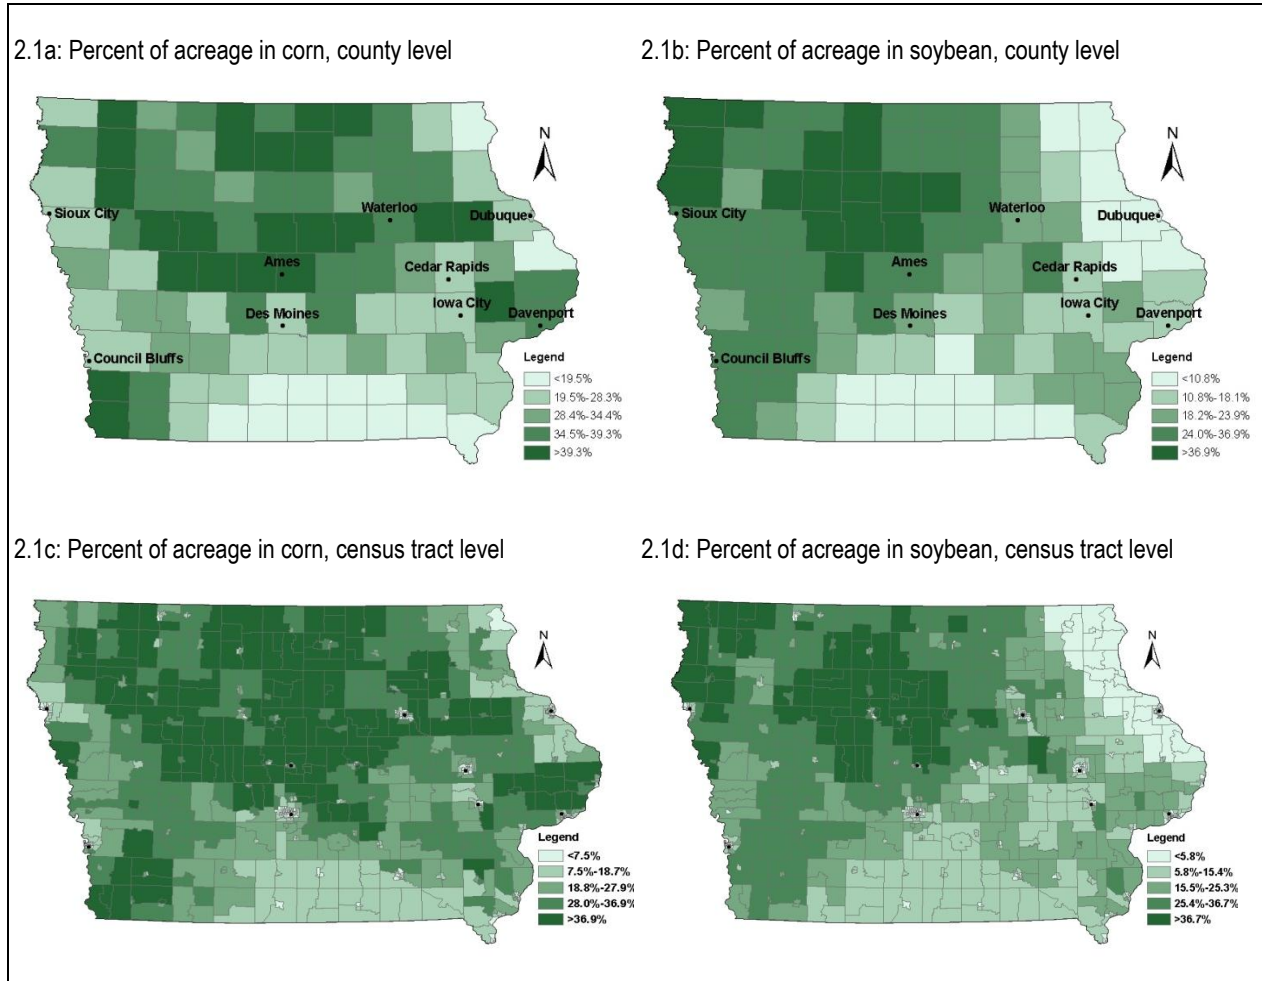 2.1a: Percent of acreage in corn, county level
N
Sioux City
Waterloo
Dubuque
Ames
Cedar Rapids
Iowa City
Des Moines
Davenport
Council Bluffs
Legend
<19.5%
19.5%-28.3%
28.4%-34.4%
34.5%-39.3%
>39.3%
2.1b: Percent of acreage in soybean, county level
N
Sioux City
Waterloo
Dubuque
Ames
Cedar Rapids
Iowa City
Des Moines
Davenport
Council Bluffs
Legend
<10.8%
10.8%-18.1%
18.2%-23.9%
24.0%-36.9%
>36.9%
2.1c: Percent of acreage in corn, census tract level
N
Legend
<7.5%
7.5%-18.7%
18.8%-27.9%
28.0%-36.9%
>36.9%
2.1d: Percent of acreage in soybean, census tract level
N
Legend
<5.8%
5.8%-15.4%
15.5%-25.3%
25.4%-36.7%
>36.7%